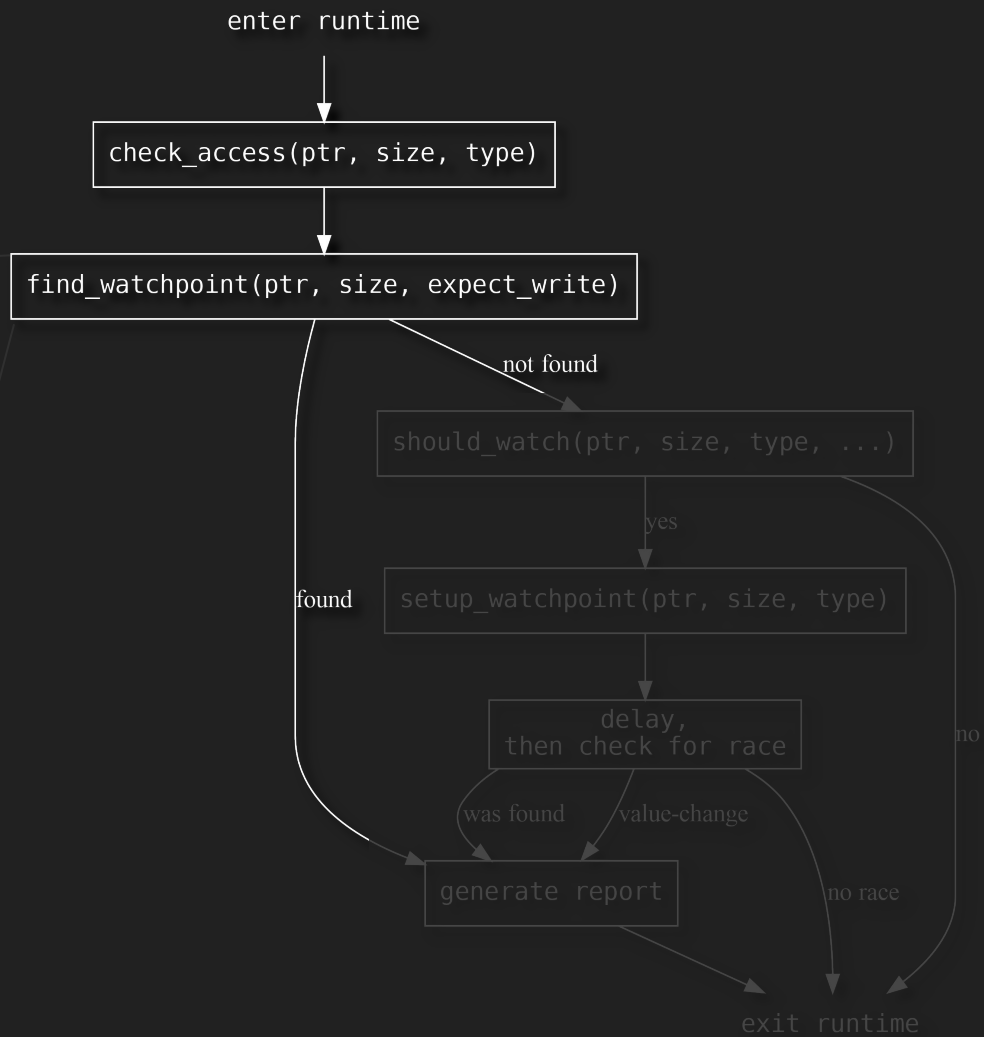 enter runtime
check_access(ptr, size, type)
find_watchpoint(ptr, size, expect_write)
not found
should_watch(ptr, size, type, ...)
yes
setup_watchpoint(ptr, size, type)
found
delay,
then check for race
no
was found
value-change
generate report
no race
exit runtime